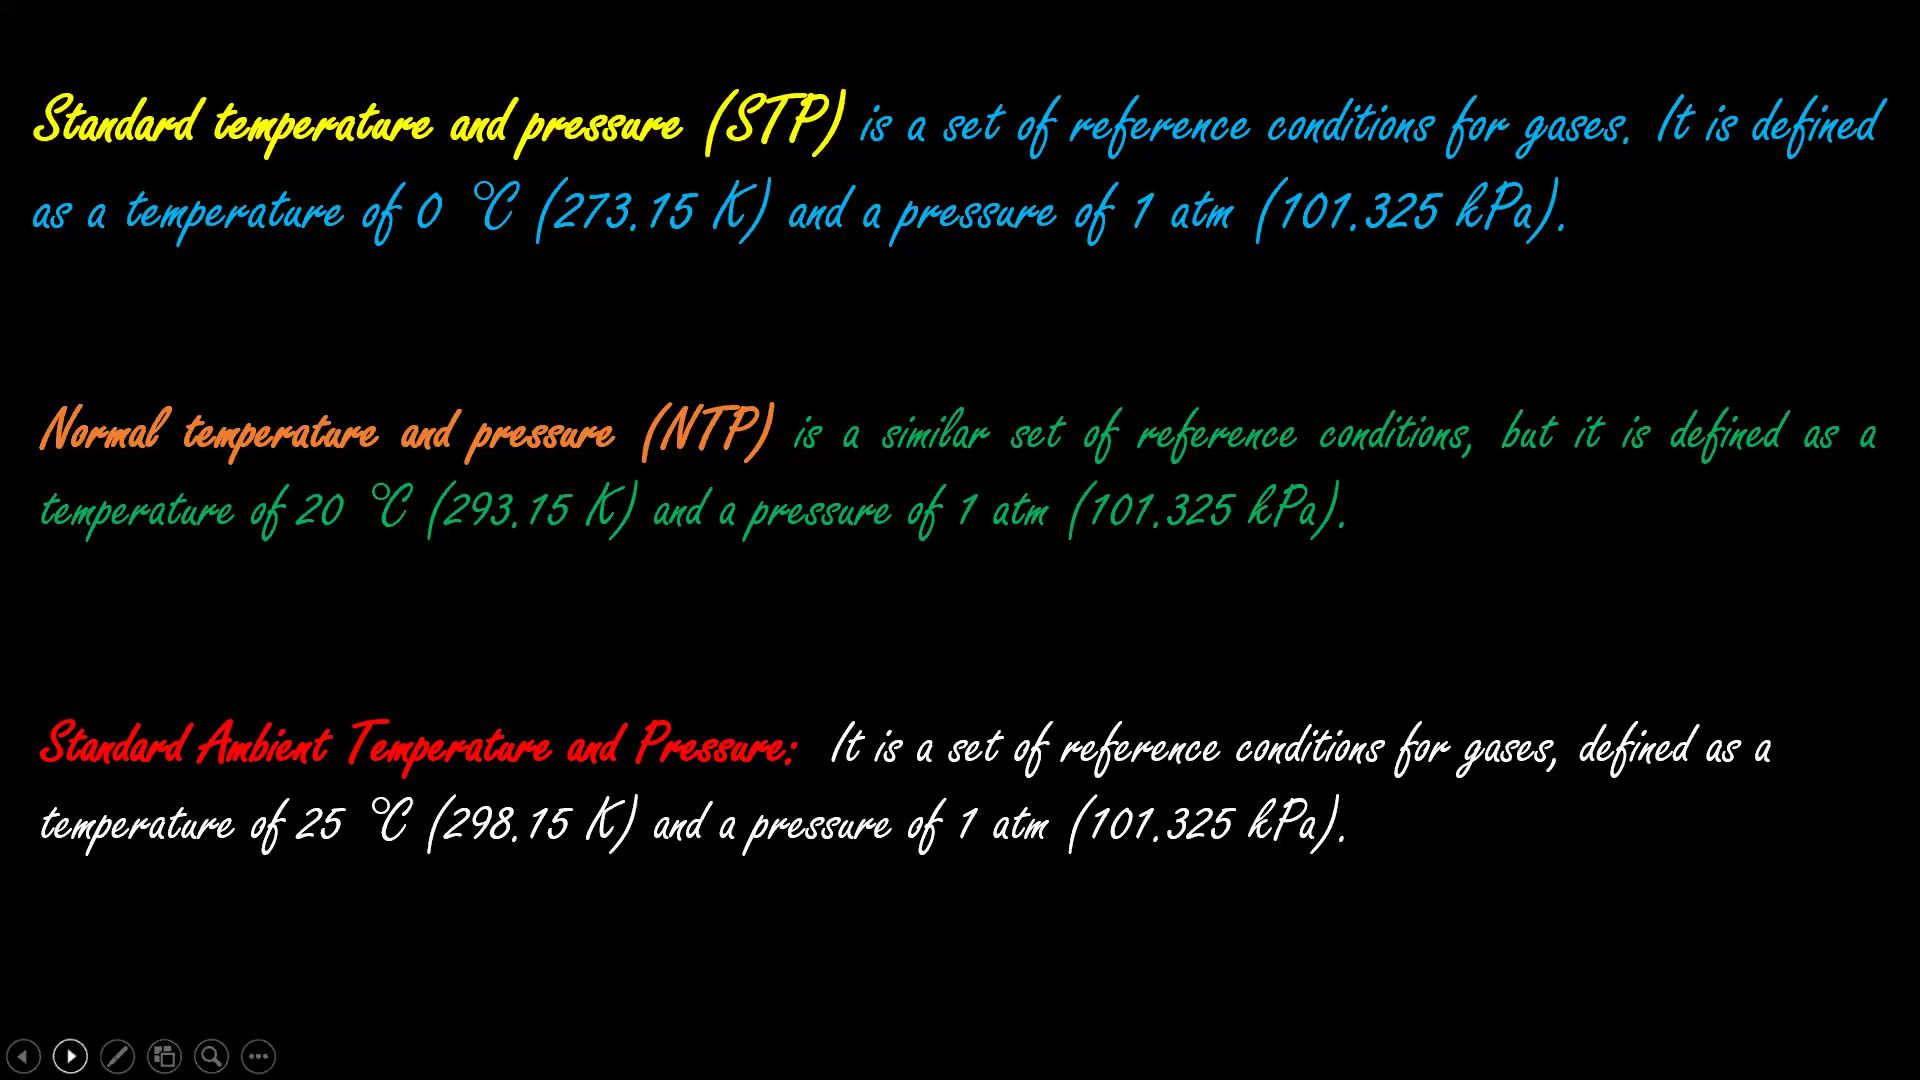 Standard temperature and pressure (STP) is a set of reference conditions for gases. It is defined
as a temperature of 0 °C (273.15 K) and a pressure of 1 atm (101.325 kPa).
Normal temperature and pressure (NTP) is a similar set of reference conditions, but it is defined as a
temperature of 20 °C (293.15 K) and a pressure of 1 atm (101.325 kPa).
Standard Ambient Temperature and Pressure: It is a set of reference conditions for gases, defined as a
temperature of 25 °C (298.15 K) and a pressure of 1 atm (101.325 kPa).